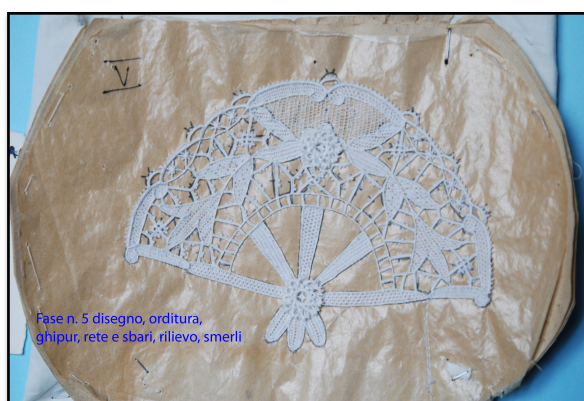 V
Fase n. 5 disegno, orditura,
ghipur, rete e sbari, rilievo, smerli